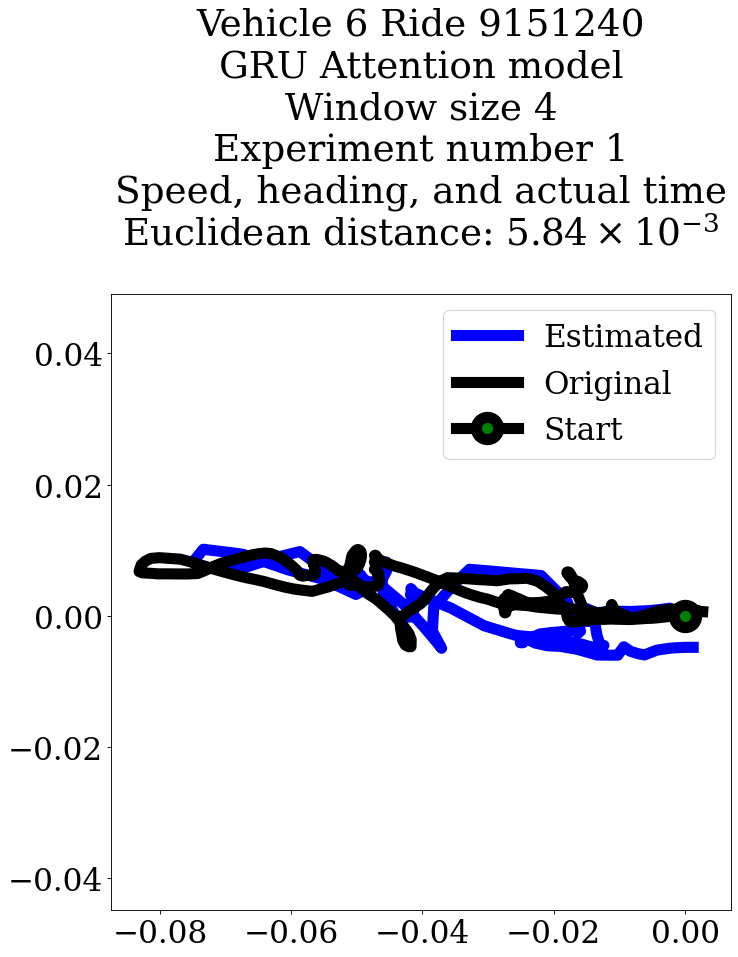 Vehicle 6 Ride 9151240
GRU Attention model
Window size 4
Experiment number 1
Speed, heading, and actual time
Euclidean distance: 5.84 × 10⁻³
Estimated
Original
Start
0.04
0.02
0.00
−0.02
−0.04
−0.08 −0.06 −0.04 −0.02 0.00